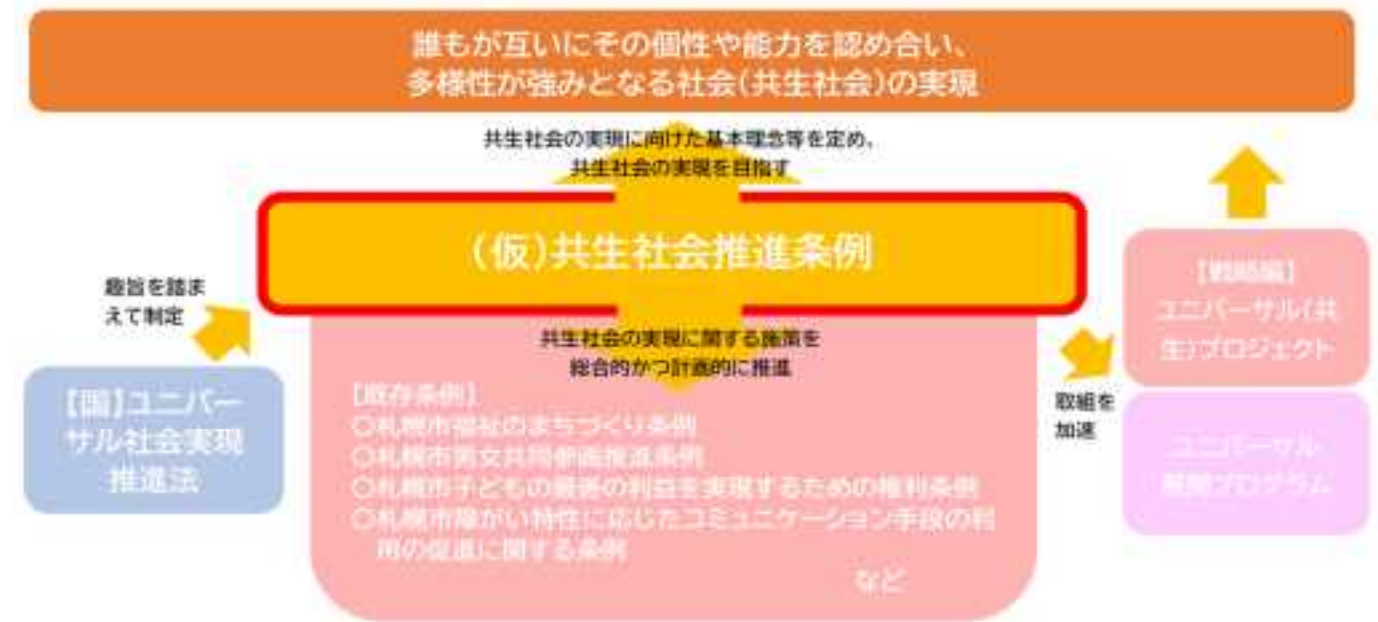 誰もが互いにその個性や能力を認め合い、
多様性が強みとなる社会(共生社会)の実現
共生社会の実現に向けた基本理念等を定め、
共生社会の実現を目指す
(仮)共生社会推進条例
趣旨を踏ま
えて制定
【国】ユニバー
サル社会実現
推進法
共生社会の実現に関する施策を
総合的かつ計画的に推進
【既存条例】
〇札幌市福祉のまちづくり条例
〇札幌市男女共同参画推進条例
〇札幌市子どもの最善の利益を実現するための権利条例
〇札幌市障がい特性に応じたコミュニケーション手段の利
用の促進に関する条例
など
取組を
加速
【戦略編】
ユニバーサル(共
生)プロジェクト
ユニバーサル
展開プログラム